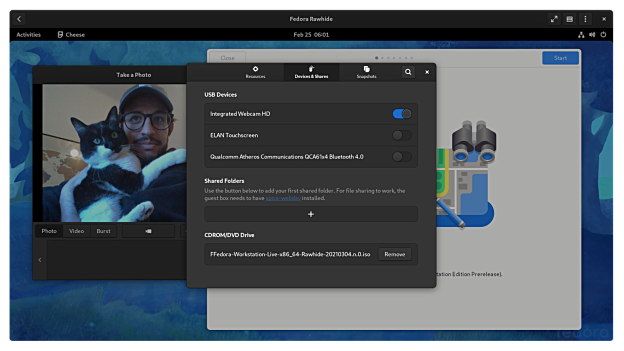 Fedora Rawhide
Activities
Cheese
Feb 25 06:01
Close
Start
Take a Photo
Resources
Devices & Shares
Snapshots
USB Devices
Integrated Webcam HD
ELAN Touchscreen
Qualcomm Atheros Communications QCA61x4 Bluetooth 4.0
Shared Folders
Use the button below to add your first shared folder. For file sharing to work, the
guest box needs to have spice-webdav installed.
Photo
Video
Burst
CDROM/DVD Drive
FFedora-Workstation-Live-x86_64-Rawhide-20210304.n.0.iso
Remove
station Edition Prerelease).
fedora